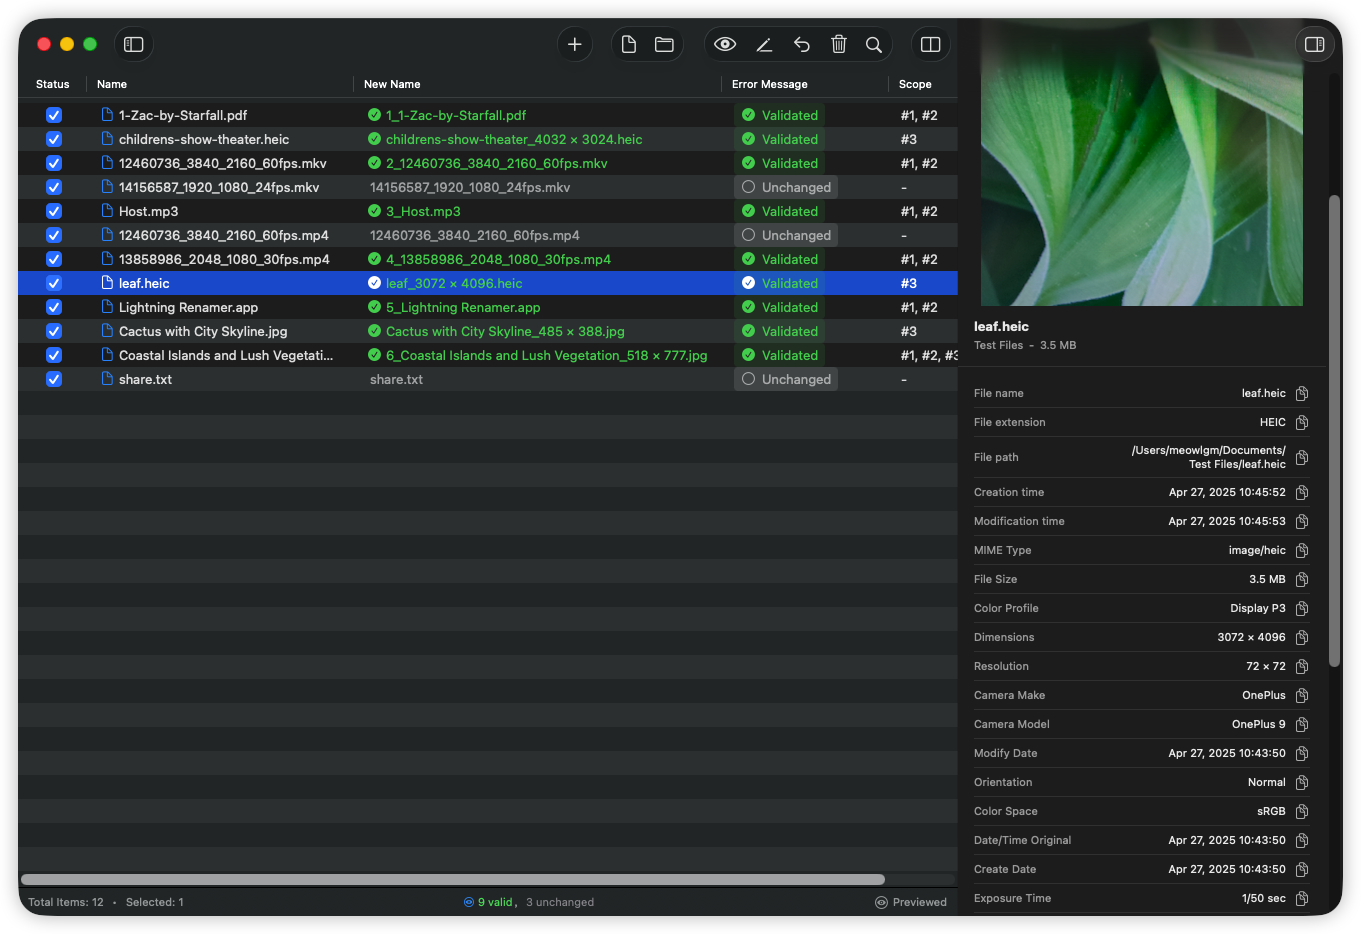 Status Name New Name Error Message Scope
1-Zac-by-Starfall.pdf 1_1-Zac-by-Starfall.pdf Validated #1, #2
childrens-show-theater.heic childrens-show-theater_4032 × 3024.heic Validated #3
12460736_3840_2160_60fps.mkv 2_12460736_3840_2160_60fps.mkv Validated #1, #2
14156587_1920_1080_24fps.mkv 14156587_1920_1080_24fps.mkv Unchanged -
Host.mp3 3_Host.mp3 Validated #1, #2
12460736_3840_2160_60fps.mp4 12460736_3840_2160_60fps.mp4 Unchanged -
13858986_2048_1080_30fps.mp4 4_13858986_2048_1080_30fps.mp4 Validated #1, #2
leaf.heic leaf_3072 × 4096.heic Validated #3
Lightning Renamer.app 5_Lightning Renamer.app Validated #1, #2
Cactus with City Skyline.jpg Cactus with City Skyline_485 × 388.jpg Validated #3
Coastal Islands and Lush Vegetati... 6_Coastal Islands and Lush Vegetation_518 × 777.jpg Validated #1, #2, #3
share.txt share.txt Unchanged -
Total Items: 12 • Selected: 1 9 valid, 3 unchanged Previewed
leaf.heic
Test Files - 3.5 MB
File name leaf.heic
File extension HEIC
File path /Users/meowlgm/Documents/
Test Files/leaf.heic
Creation time Apr 27, 2025 10:45:52
Modification time Apr 27, 2025 10:45:53
MIME Type image/heic
File Size 3.5 MB
Color Profile Display P3
Dimensions 3072 × 4096
Resolution 72 × 72
Camera Make OnePlus
Camera Model OnePlus 9
Modify Date Apr 27, 2025 10:43:50
Orientation Normal
Color Space sRGB
Date/Time Original Apr 27, 2025 10:43:50
Create Date Apr 27, 2025 10:43:50
Exposure Time 1/50 sec